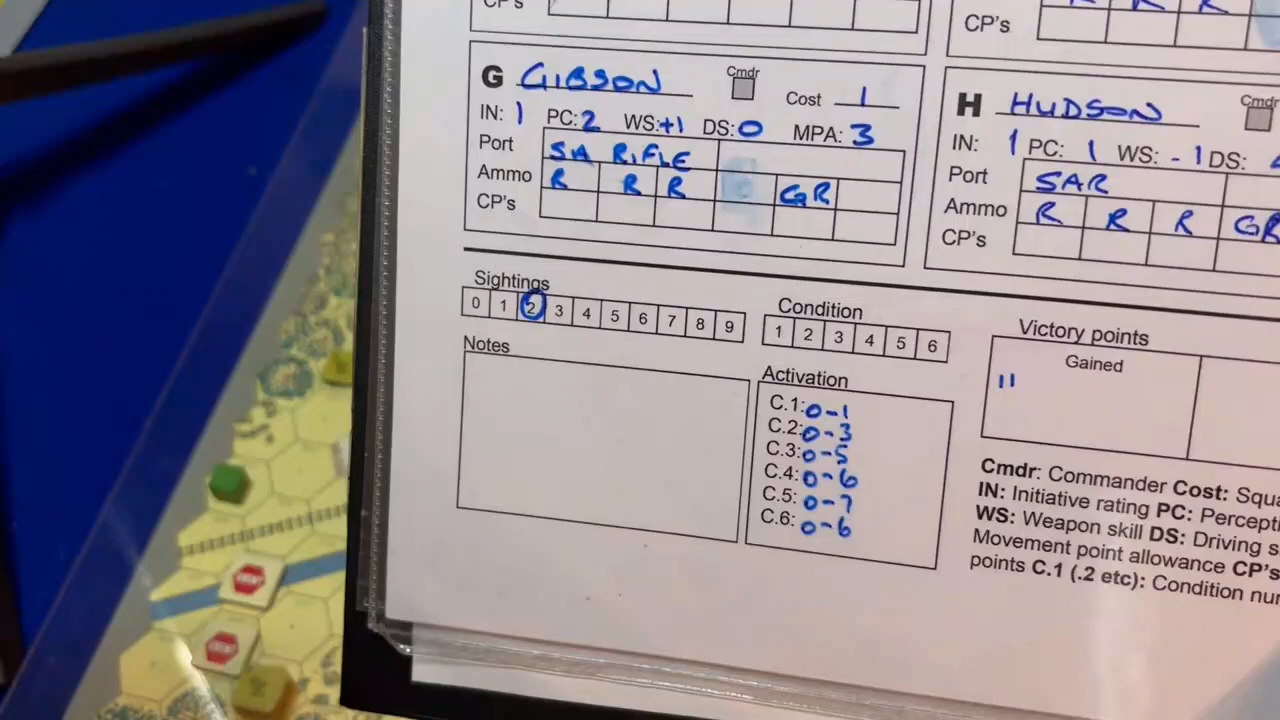 CP's
CP's
G GIBSON Cmdr Cost 1
IN: 1 PC: 2 WS: +1 DS: 0 MPA: 3
Port SA RIFLE
Ammo R R R GR
CP's
H HUDSON Cmdr
IN: 1 PC: 1 WS: -1 DS:
Port SAR
Ammo R R R GR
CP's
Sightings
0 1 2 3 4 5 6 7 8 9
Condition
1 2 3 4 5 6
Victory points
Gained
11
Notes
Activation
C.1: 0-1
C.2: 0-3
C.3: 0-5
C.4: 0-6
C.5: 0-7
C.6: 0-6
Cmdr: Commander Cost: Squa
IN: Initiative rating PC: Percepti
WS: Weapon skill DS: Driving s
Movement point allowance CP's
points C.1 (.2 etc): Condition nu